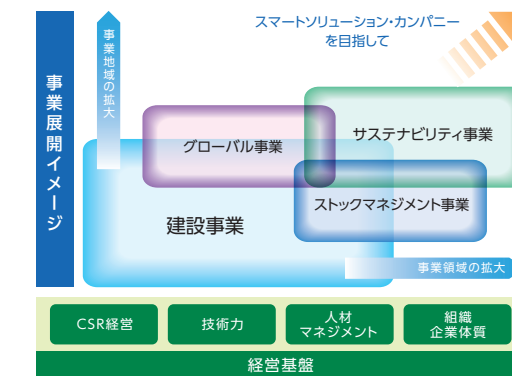 事業展開イメージ
事業地域の拡大
スマートソリューション・カンパニー
を目指して
グローバル事業
サステナビリティ事業
ストックマネジメント事業
建設事業
事業領域の拡大
CSR経営
技術力
人材
マネジメント
組織
企業体質
経営基盤